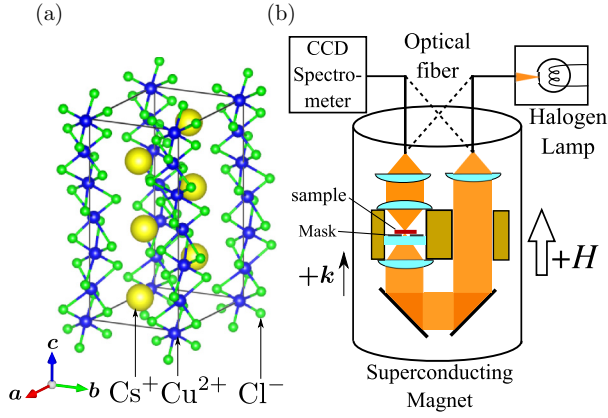 (a)
c
a
b
Cs⁺
Cu²⁺
Cl⁻
(b)
CCD
Spectro-
meter
Optical
fiber
Halogen
Lamp
sample
Mask
+k
+H
Superconducting
Magnet